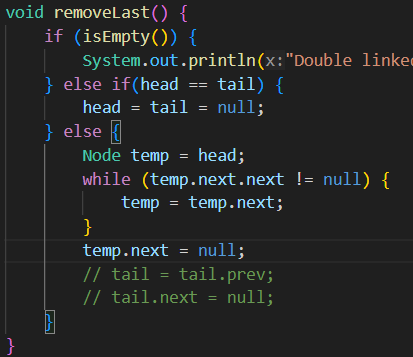 void removeLast() {
    if (isEmpty()) {
        System.out.println(x: "Double linked
    } else if(head == tail) {
        head = tail = null;
    } else {
        Node temp = head;
        while (temp.next.next != null) {
            temp = temp.next;
        }
        temp.next = null;
        // tail = tail.prev;
        // tail.next = null;
    }
}